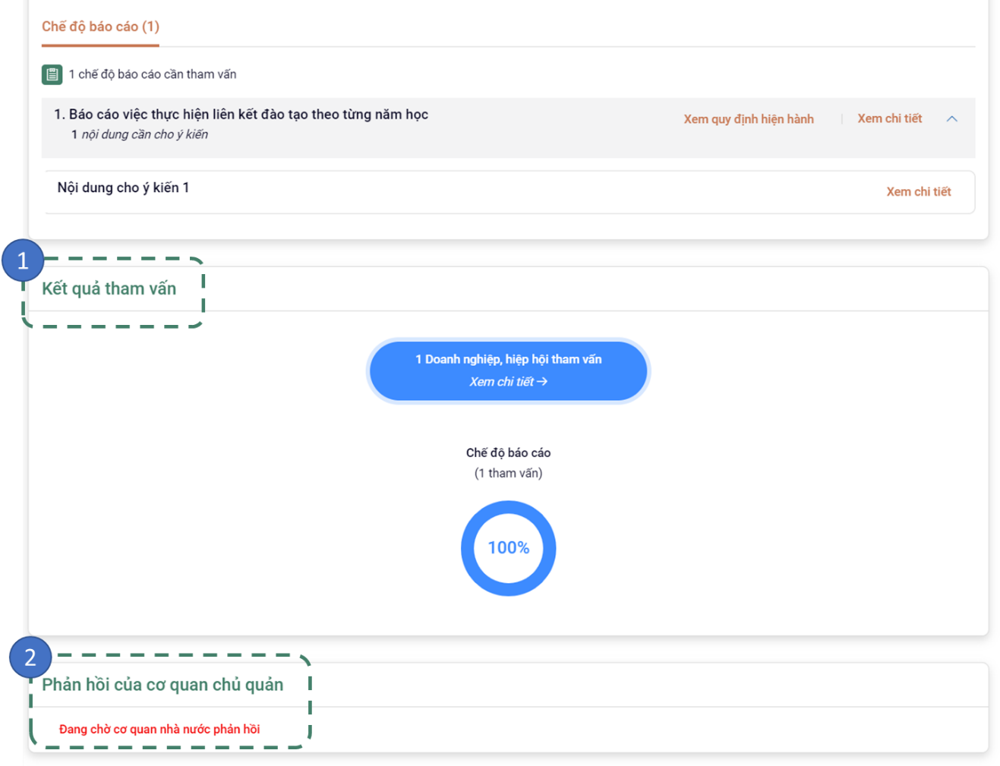 Chế độ báo cáo (1)
1 chế độ báo cáo cần tham vấn
1. Báo cáo việc thực hiện liên kết đào tạo theo từng năm học
Xem quy định hiện hành
Xem chi tiết
1 nội dung cần cho ý kiến
Nội dung cho ý kiến 1
Xem chi tiết
1
Kết quả tham vấn
1 Doanh nghiệp, hiệp hội tham vấn
Xem chi tiết →
Chế độ báo cáo
(1 tham vấn)
100%
2
Phản hồi của cơ quan chủ quản
Đang chờ cơ quan nhà nước phản hồi